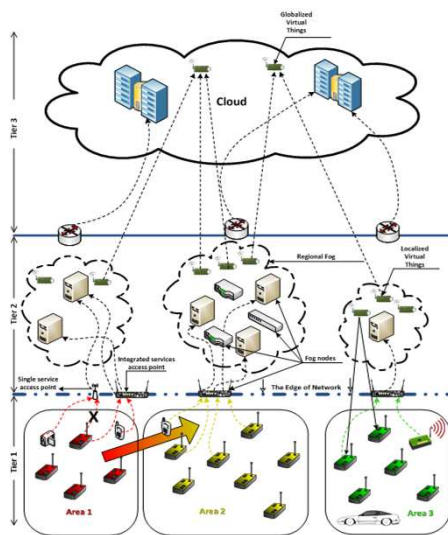 Globalized
Virtual
Things
Cloud
Tier 3
Regional Fog
Localized
Virtual
Things
Tier 2
Fog nodes
Single service
access point
Integrated services
access point
The Edge of Network
X
Tier 1
Area 1
Area 2
Area 3